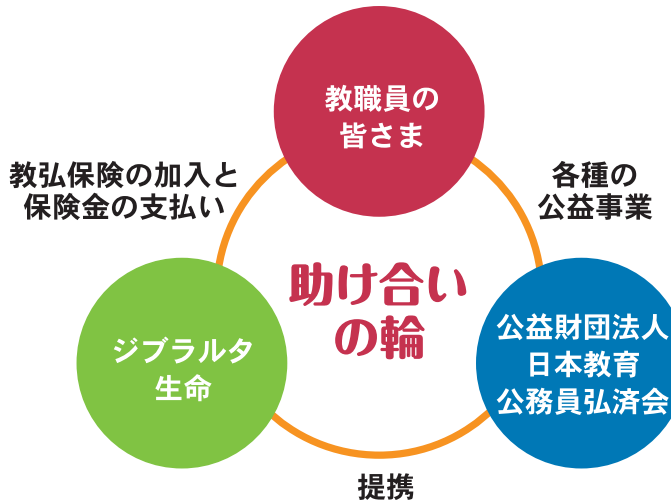 教職員の
皆さま
教弘保険の加入と
保険金の支払い
各種の
公益事業
助け合い
の輪
ジブラルタ
生命
公益財団法人
日本教育
公務員弘済会
提携